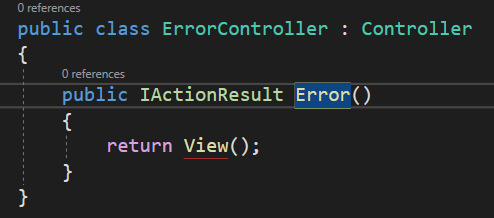 0 references
public class ErrorController : Controller
{
0 references
public IActionResult Error()
{
return View();
}
}